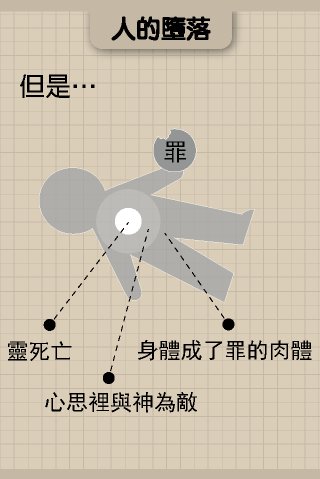 人的墮落
但是…
罪
靈死亡
身體成了罪的肉體
心思裡與神為敵